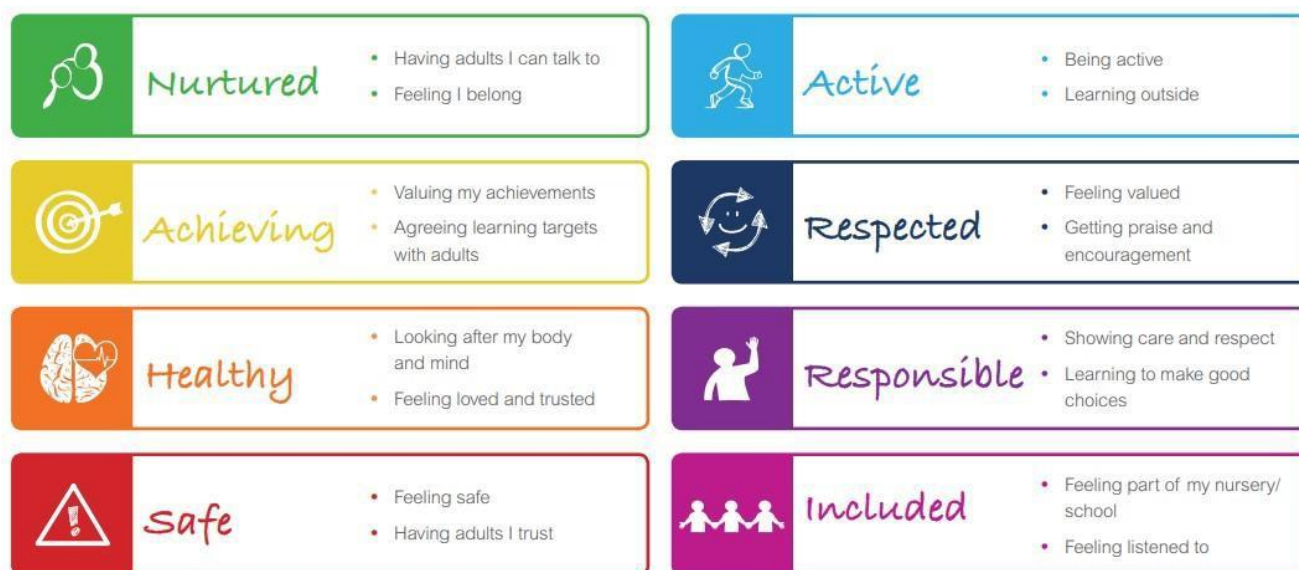 Nurtured
• Having adults I can talk to
• Feeling I belong
Active
• Being active
• Learning outside
Achieving
• Valuing my achievements
• Agreeing learning targets
with adults
Respected
• Feeling valued
• Getting praise and
encouragement
Healthy
• Looking after my body
and mind
• Feeling loved and trusted
Responsible
• Showing care and respect
• Learning to make good
choices
Safe
• Feeling safe
• Having adults I trust
Included
• Feeling part of my nursery/
school
• Feeling listened to